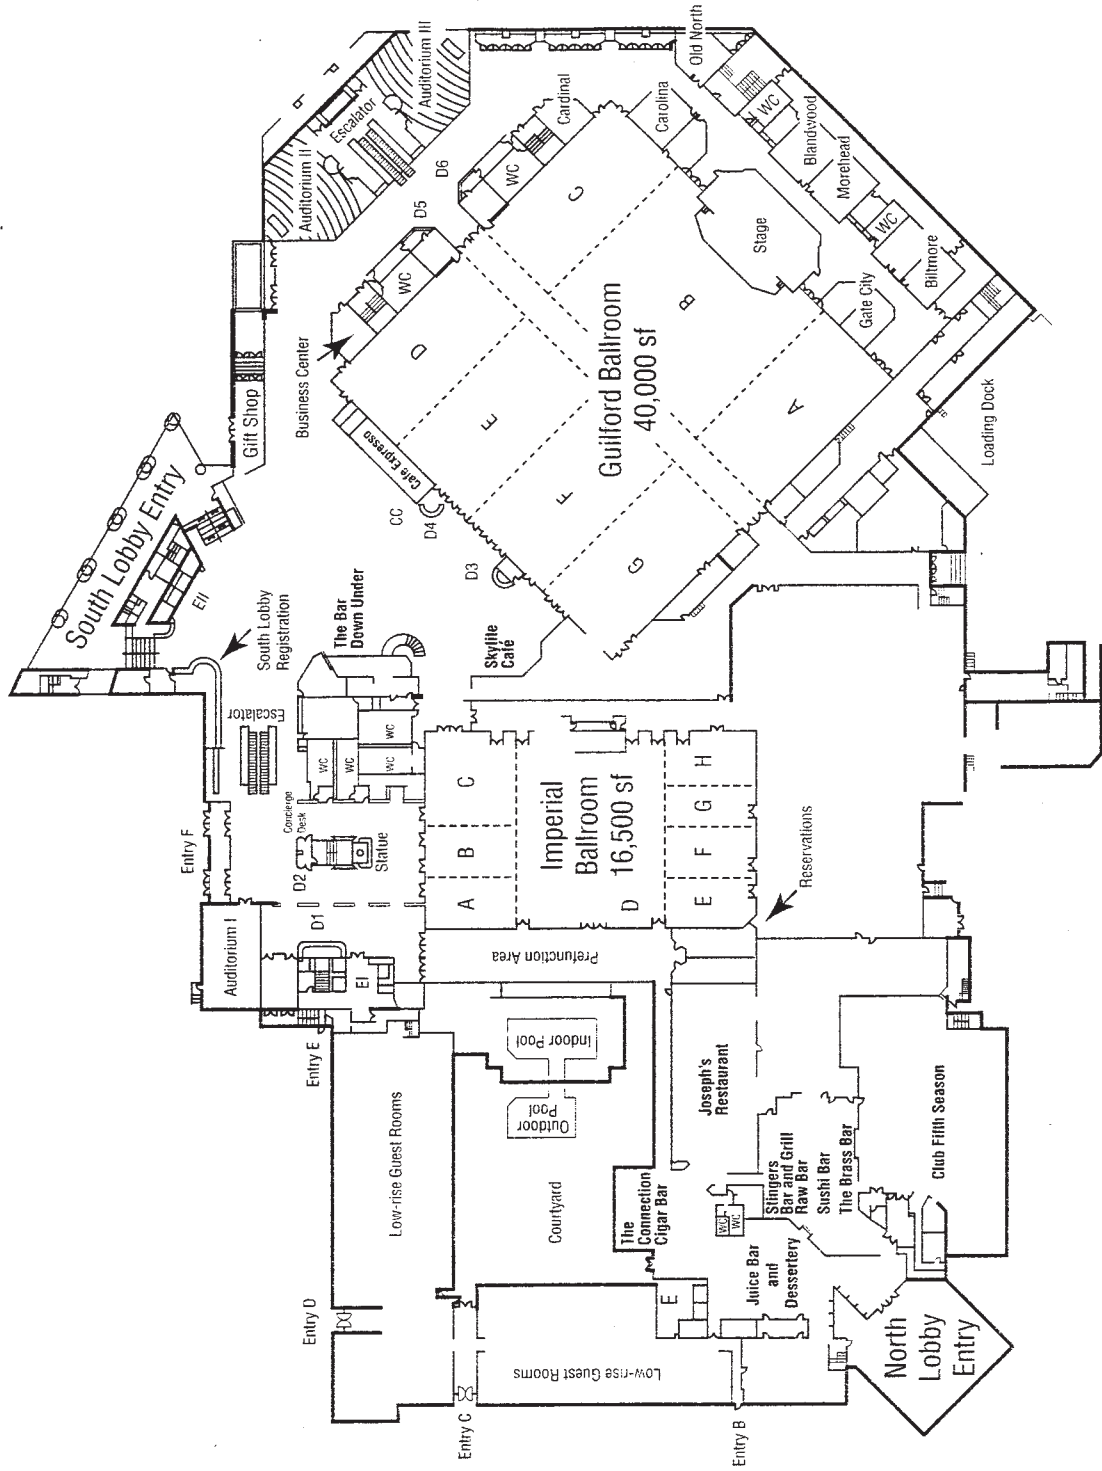 Old North
Auditorium III
Escalator
Auditorium II
Cardinal
Carolina
WC
Blandwood
Morehead
WC
Biltmore
D6
WC
D5
WC
C
Stage
Gate City
Business Center
D
B
Guilford Ballroom
40,000 sf
A
E
F
G
Loading Dock
Gift Shop
Cafe Expresso
CC
D4
D3
South Lobby Entry
EII
South Lobby
Registration
The Bar
Down Under
Skylite
Café
Escalator
WC
WC
WC
WC
Entry F
Concierge
Desk
D2
Statue
C
B
A
Imperial
Ballroom
16,500 sf
D
H
G
F
E
Reservations
Auditorium I
D1
EI
Prefunction Area
Entry E
Indoor Pool
Outdoor
Pool
Low-rise Guest Rooms
Courtyard
Joseph's
Restaurant
The
Connection
Cigar Bar
WC
WC
Stingers
Bar and Grill
Raw Bar
Sushi Bar
The Brass Bar
Club Fifth Season
Juice Bar
and
Dessertery
E
Entry D
Low-rise Guest Rooms
Entry C
Entry B
North
Lobby
Entry